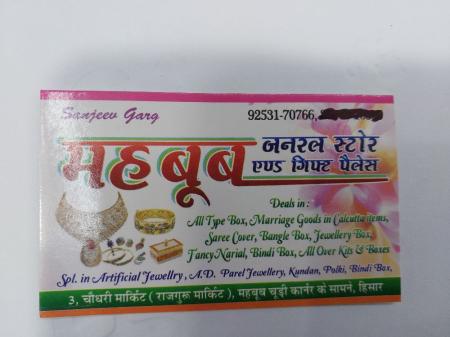 Sanjeev Garg
92531-70766,
महबूब जनरल स्टोर
एण्ड गिफ्ट पैलेस
Deals in :
All Type Box, Marriage Goods in Calcutta items,
Saree Cover, Bangle Box, Jewellery Box,
Fancy Narial, Bindi Box, All Over Kits & Boxes
Spl. in Artificial Jewellry, A.D. Parel Jewellery, Kundan, Polki, Bindi Box,
3, चौधरी मार्किट ( राजगुरू मार्किट ), महबूब चूड़ी कार्नर के सामने, हिसार